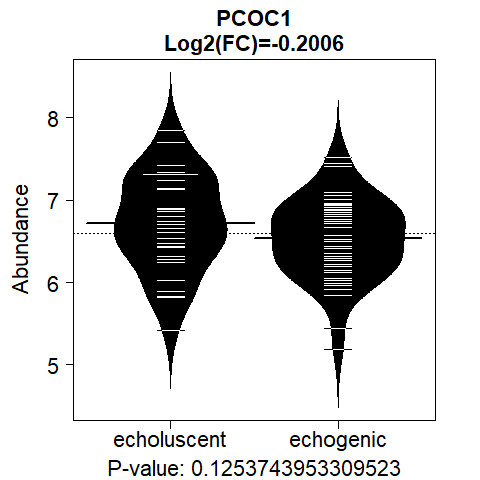 PCOC1
Log2(FC)=-0.2006
Abundance
8
7
6
5
echoluscent echogenic
P-value: 0.1253743953309523